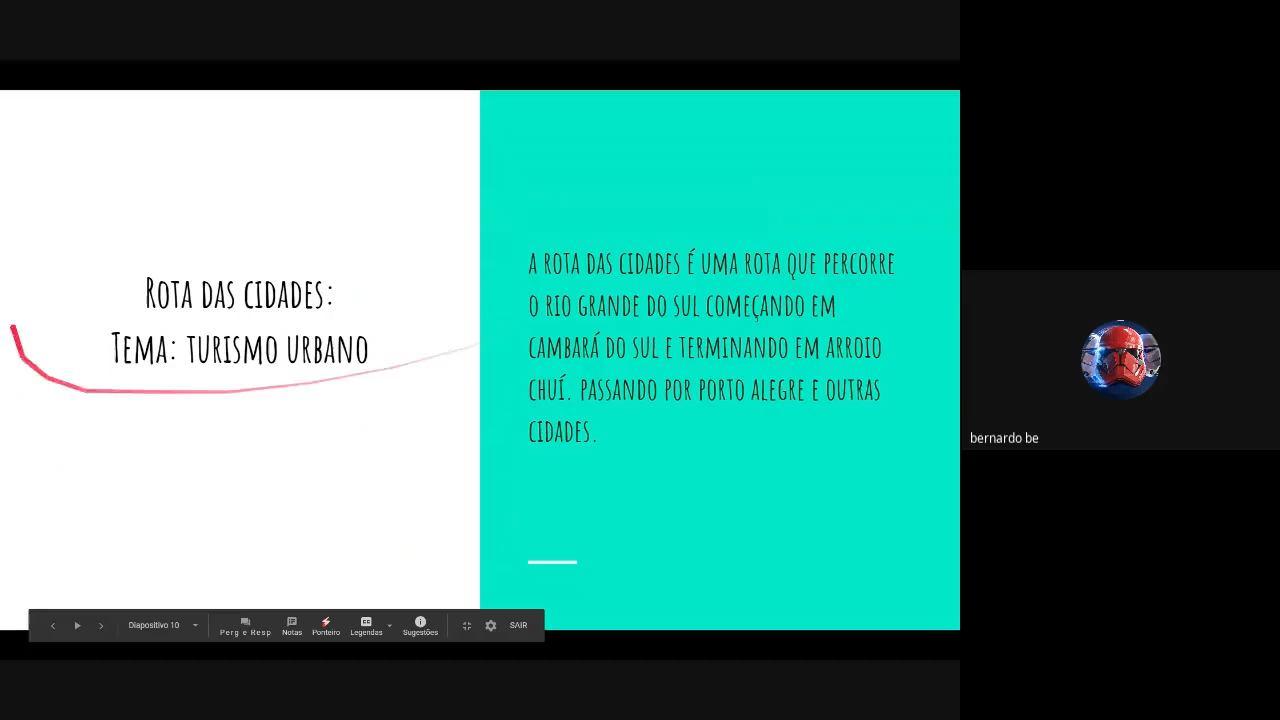 Rota das cidades:
Tema: turismo urbano
A rota das cidades é uma rota que percorre
o Rio Grande do Sul começando em
Cambará do Sul e terminando em Arroio
Chuí. Passando por Porto Alegre e outras
cidades.
bernardo be
Diapositivo 10
Perg e Resp
Notas
Ponteiro
Legendas
Sugestões
SAIR